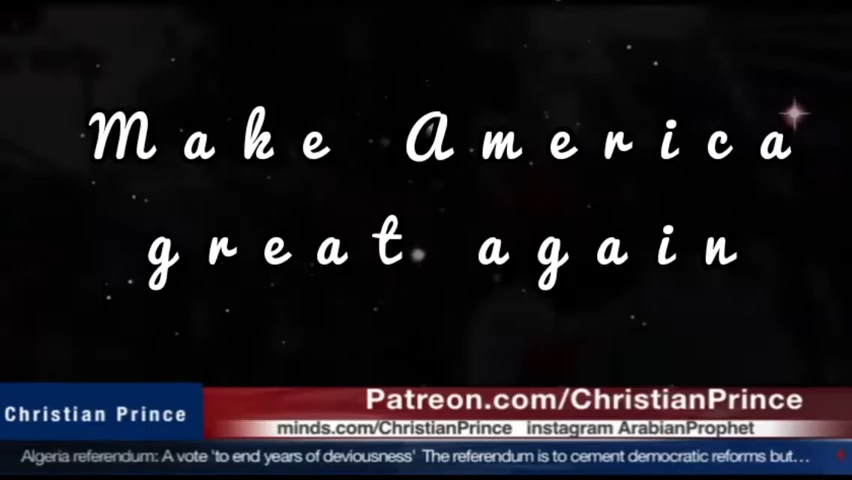 Make America
great again
Patreon.com/ChristianPrince
Christian Prince
minds.com/ChristianPrince instagram ArabianProphet
Algeria referendum: A vote 'to end years of deviousness' The referendum is to cement democratic reforms but...